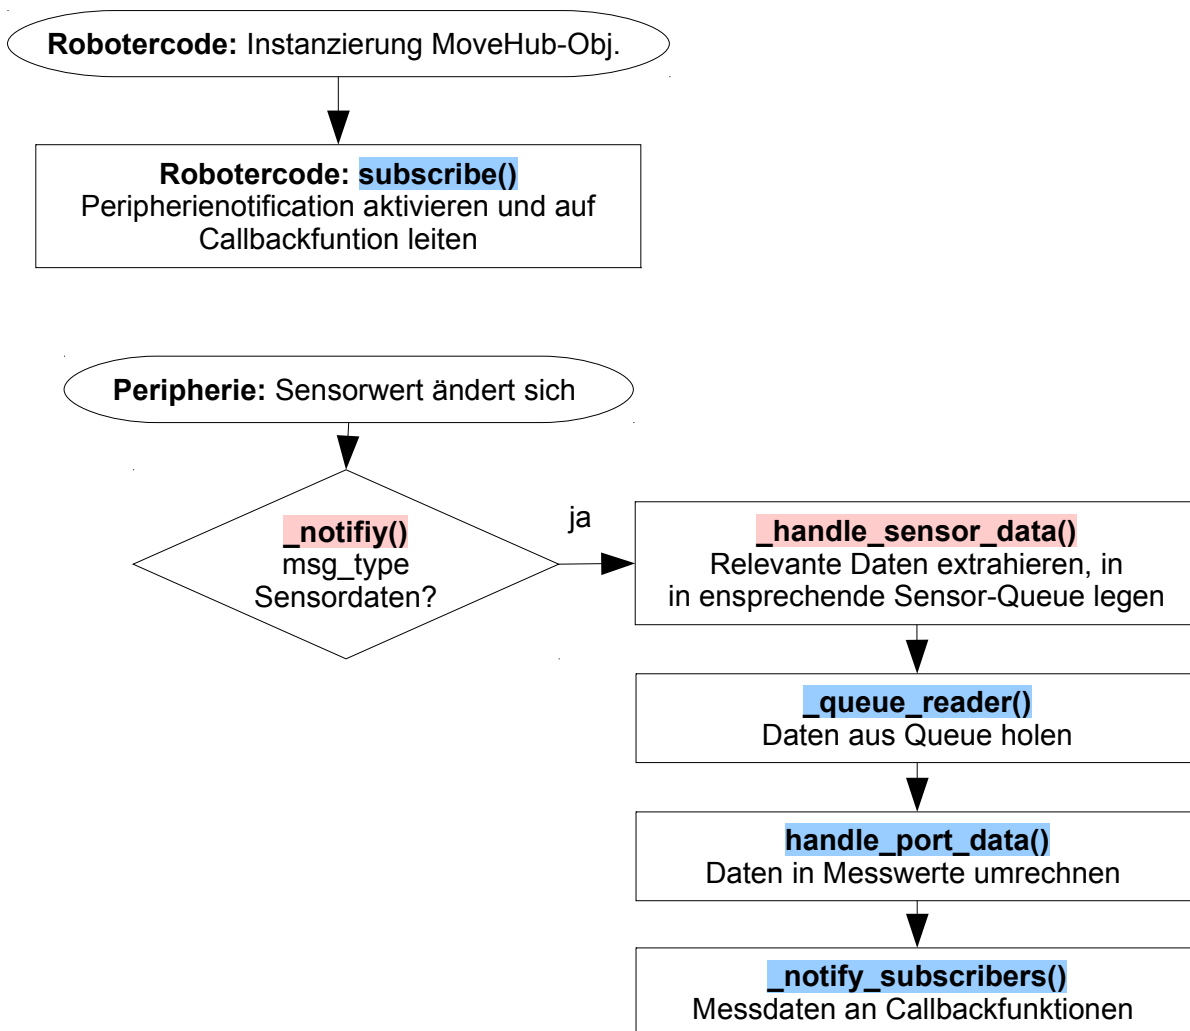 Robotercode: Instanzierung MoveHub-Obj.
Robotercode: subscribe()
Peripherienotification aktivieren und auf
Callbackfuntion leiten
Peripherie: Sensorwert ändert sich
_notifiy()
msg_type
Sensordaten?
ja
_handle_sensor_data()
Relevante Daten extrahieren, in
in ensprechende Sensor-Queue legen
_queue_reader()
Daten aus Queue holen
handle_port_data()
Daten in Messwerte umrechnen
_notify_subscribers()
Messdaten an Callbackfunktionen